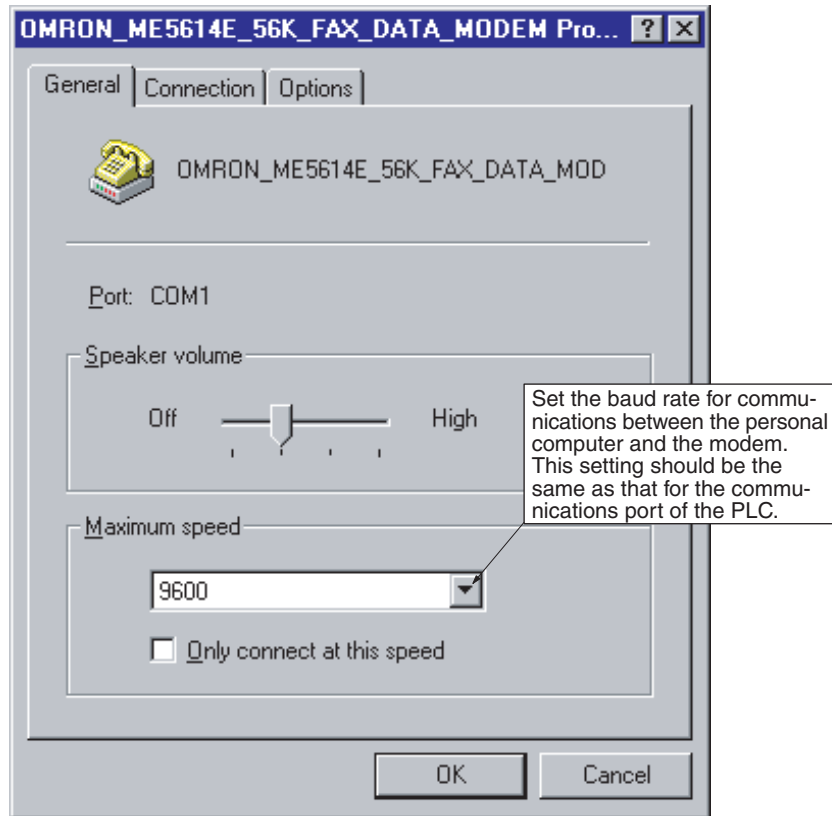 OMRON_ME5614E_56K_FAX_DATA_MODEM Pro... ? X
General Connection Options
OMRON_ME5614E_56K_FAX_DATA_MOD
Port: COM1
Speaker volume
Off High
Set the baud rate for commu-
nications between the personal
computer and the modem.
This setting should be the
same as that for the commu-
nications port of the PLC.
Maximum speed
9600
Only connect at this speed
OK Cancel